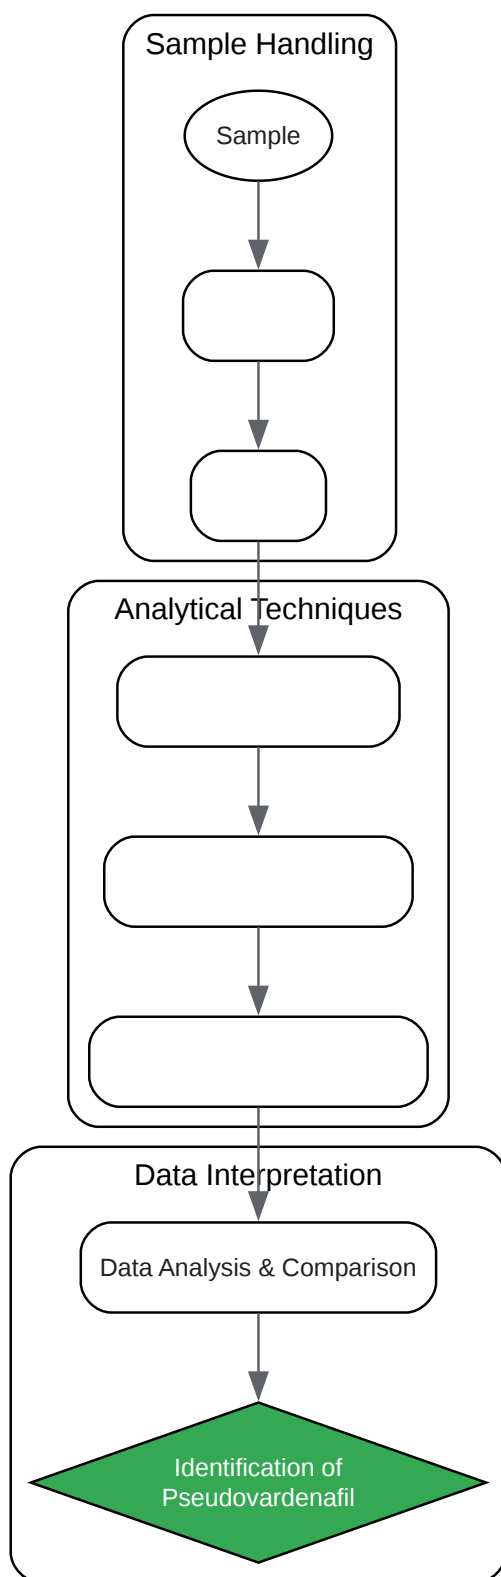 Sample Handling
Sample
Analytical Techniques
Data Interpretation
Data Analysis & Comparison
Identification of
Pseudovardenafil